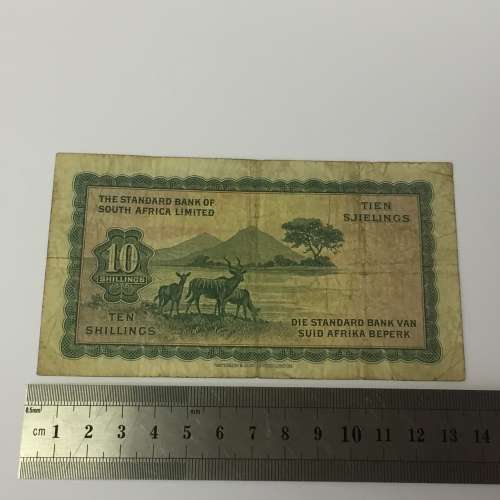 THE STANDARD BANK OF
SOUTH AFRICA LIMITED
TIEN
SJIELINGS
10
SHILLINGS
TEN
SHILLINGS
DIE STANDARD BANK VAN
SUID AFRIKA BEPERK
0.5mm
mm
cm 1 2 3 4 5 6 7 8 9 10 11 12 13 14